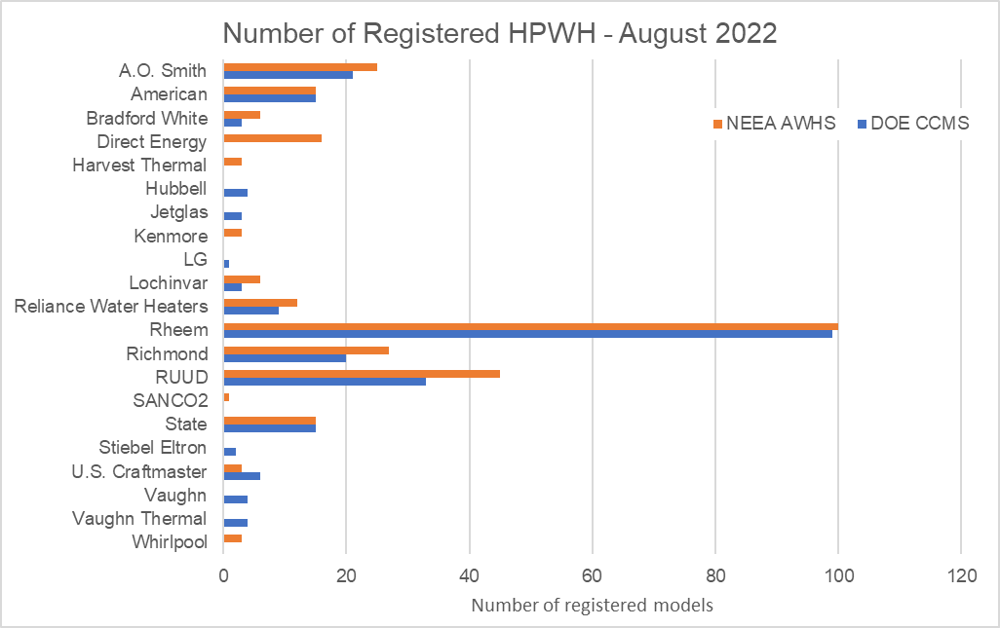 Number of Registered HPWH - August 2022
A.O. Smith
American
Bradford White
Direct Energy
Harvest Thermal
Hubbell
Jetglas
Kenmore
LG
Lochinvar
Reliance Water Heaters
Rheem
Richmond
RUUD
SANCO2
State
Stiebel Eltron
U.S. Craftmaster
Vaughn
Vaughn Thermal
Whirlpool
NEEA AWHS DOE CCMS
0 20 40 60 80 100 120
Number of registered models